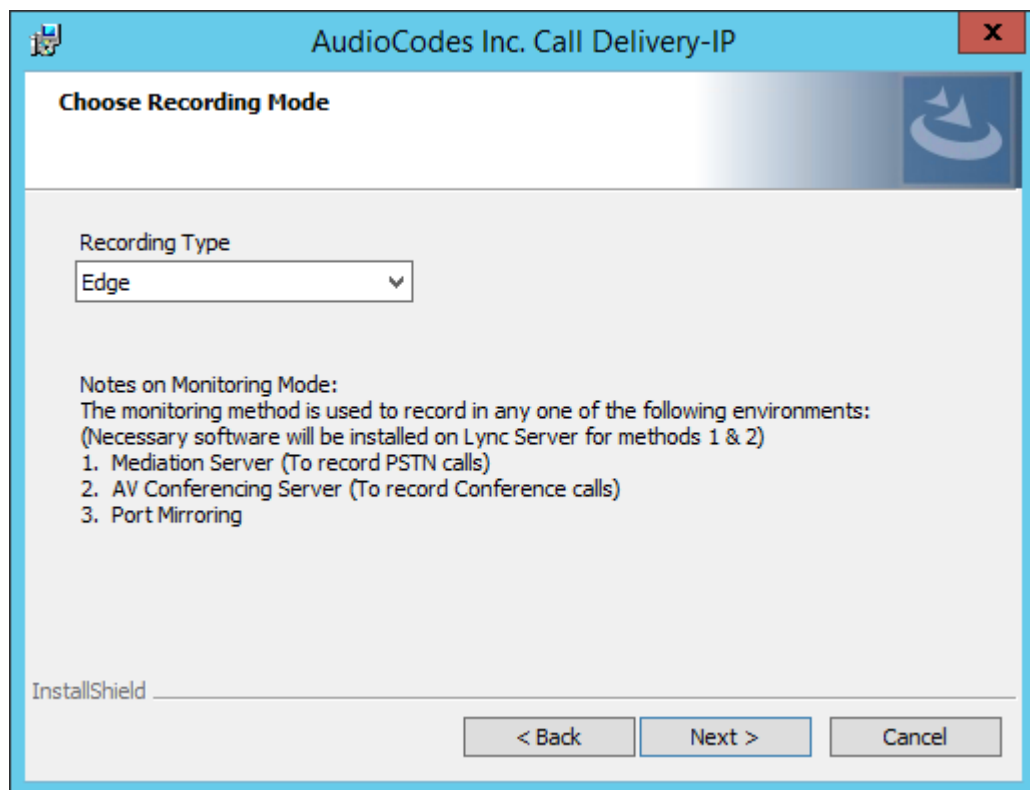 AudioCodes Inc. Call Delivery-IP
x
Choose Recording Mode
Recording Type
Edge
Notes on Monitoring Mode:
The monitoring method is used to record in any one of the following environments:
(Necessary software will be installed on Lync Server for methods 1 & 2)
1. Mediation Server (To record PSTN calls)
2. AV Conferencing Server (To record Conference calls)
3. Port Mirroring
InstallShield
< Back Next > Cancel